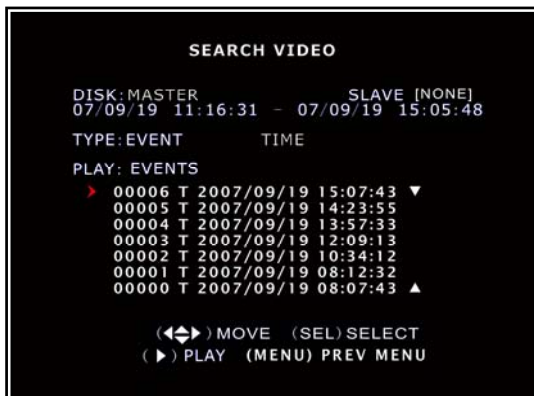 SEARCH VIDEO
DISK:MASTER SLAVE [NONE]
07/09/19 11:16:31 - 07/09/19 15:05:48
TYPE:EVENT TIME
PLAY: EVENTS
00006 T 2007/09/19 15:07:43 ▼
00005 T 2007/09/19 14:23:55
00004 T 2007/09/19 13:57:33
00003 T 2007/09/19 12:09:13
00002 T 2007/09/19 10:34:12
00001 T 2007/09/19 08:12:32
00000 T 2007/09/19 08:07:43 ▲
(◀◆▶) MOVE (SEL) SELECT
(▶) PLAY (MENU) PREV MENU